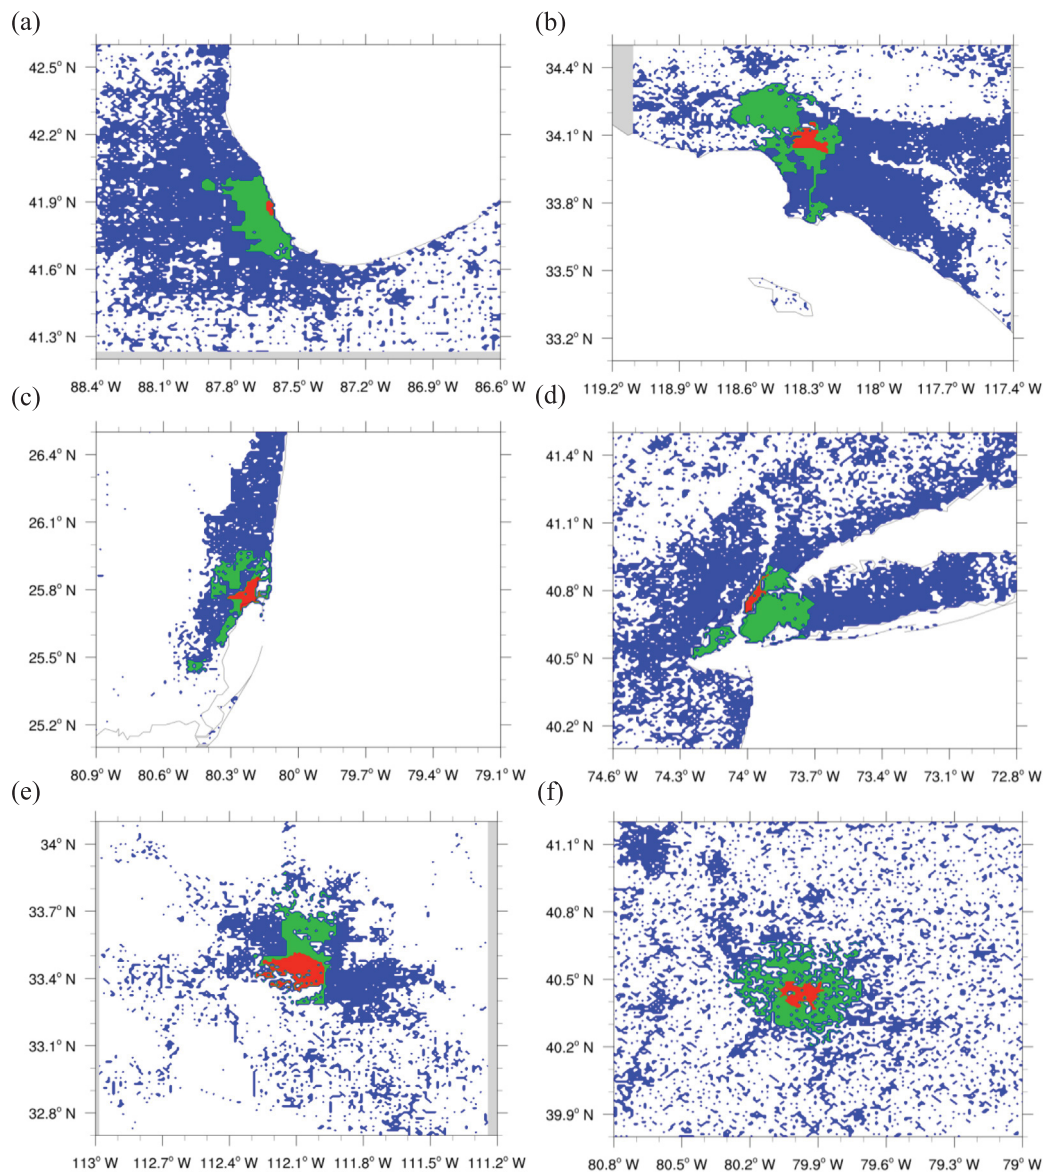 (a)
(b)
42.5° N
42.2° N
41.9° N
41.6° N
41.3° N
88.4° W 88.1° W 87.8° W 87.5° W 87.2° W 86.9° W 86.6° W
34.4° N
34.1° N
33.8° N
33.5° N
33.2° N
119.2° W 118.9° W 118.6° W 118.3° W 118° W 117.7° W 117.4° W
(c)
(d)
26.4° N
26.1° N
25.8° N
25.5° N
25.2° N
80.9° W 80.6° W 80.3° W 80° W 79.7° W 79.4° W 79.1° W
41.4° N
41.1° N
40.8° N
40.5° N
40.2° N
74.6° W 74.3° W 74° W 73.7° W 73.4° W 73.1° W 72.8° W
(e)
(f)
34° N
33.7° N
33.4° N
33.1° N
32.8° N
113° W 112.7° W 112.4° W 112.1° W 111.8° W 111.5° W 111.2° W
41.1° N
40.8° N
40.5° N
40.2° N
39.9° N
80.8° W 80.5° W 80.2° W 79.9° W 79.6° W 79.3° W 79° W